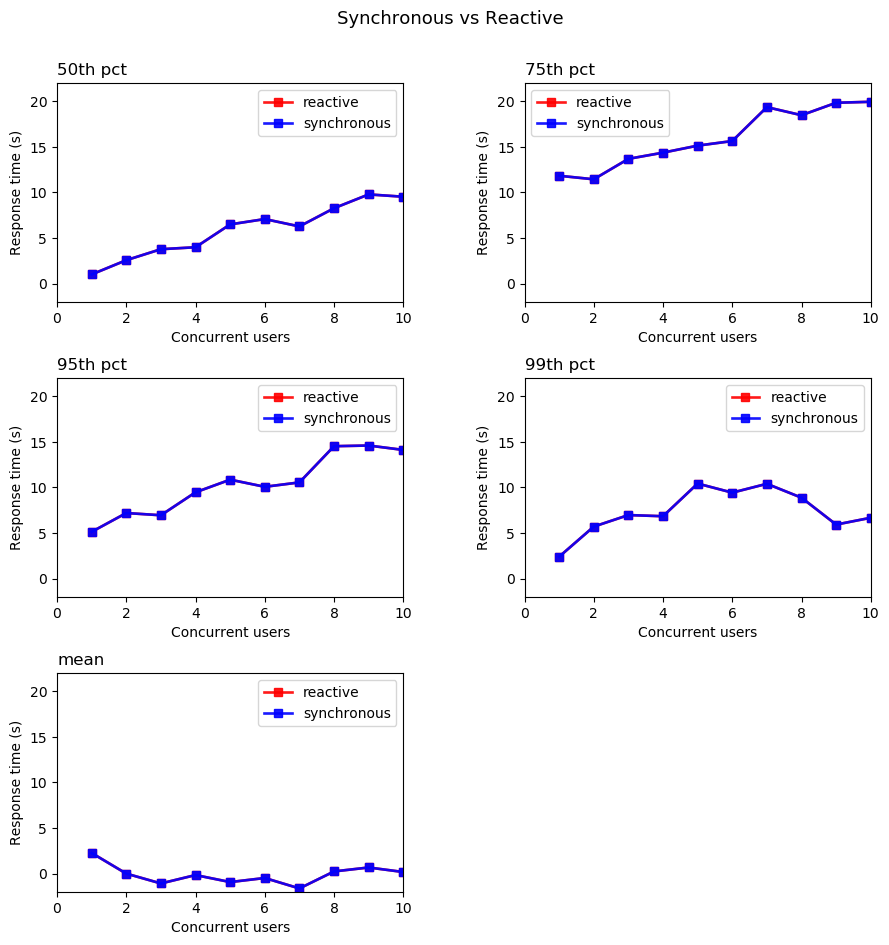 Synchronous vs Reactive
50th pct
reactive
synchronous
20
15
10
5
0
Response time (s)
0 2 4 6 8 10
Concurrent users
75th pct
reactive
synchronous
20
15
10
5
0
Response time (s)
0 2 4 6 8 10
Concurrent users
95th pct
reactive
synchronous
20
15
10
5
0
Response time (s)
0 2 4 6 8 10
Concurrent users
99th pct
reactive
synchronous
20
15
10
5
0
Response time (s)
0 2 4 6 8 10
Concurrent users
mean
reactive
synchronous
20
15
10
5
0
Response time (s)
0 2 4 6 8 10
Concurrent users